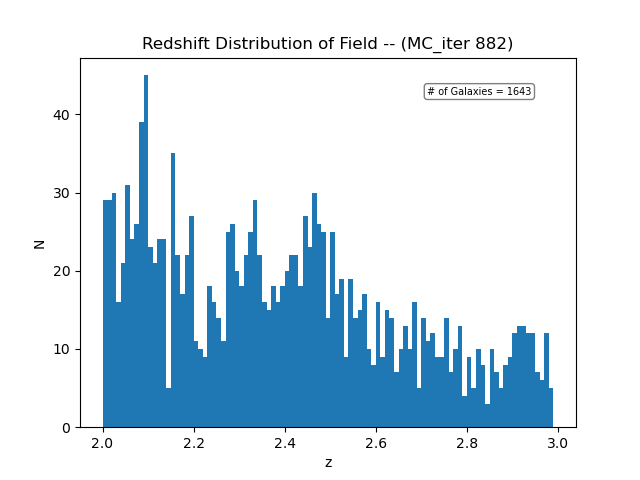 Redshift Distribution of Field -- (MC_iter 882)
# of Galaxies = 1643
40
30
20
10
0
N
2.0 2.2 2.4 2.6 2.8 3.0
z